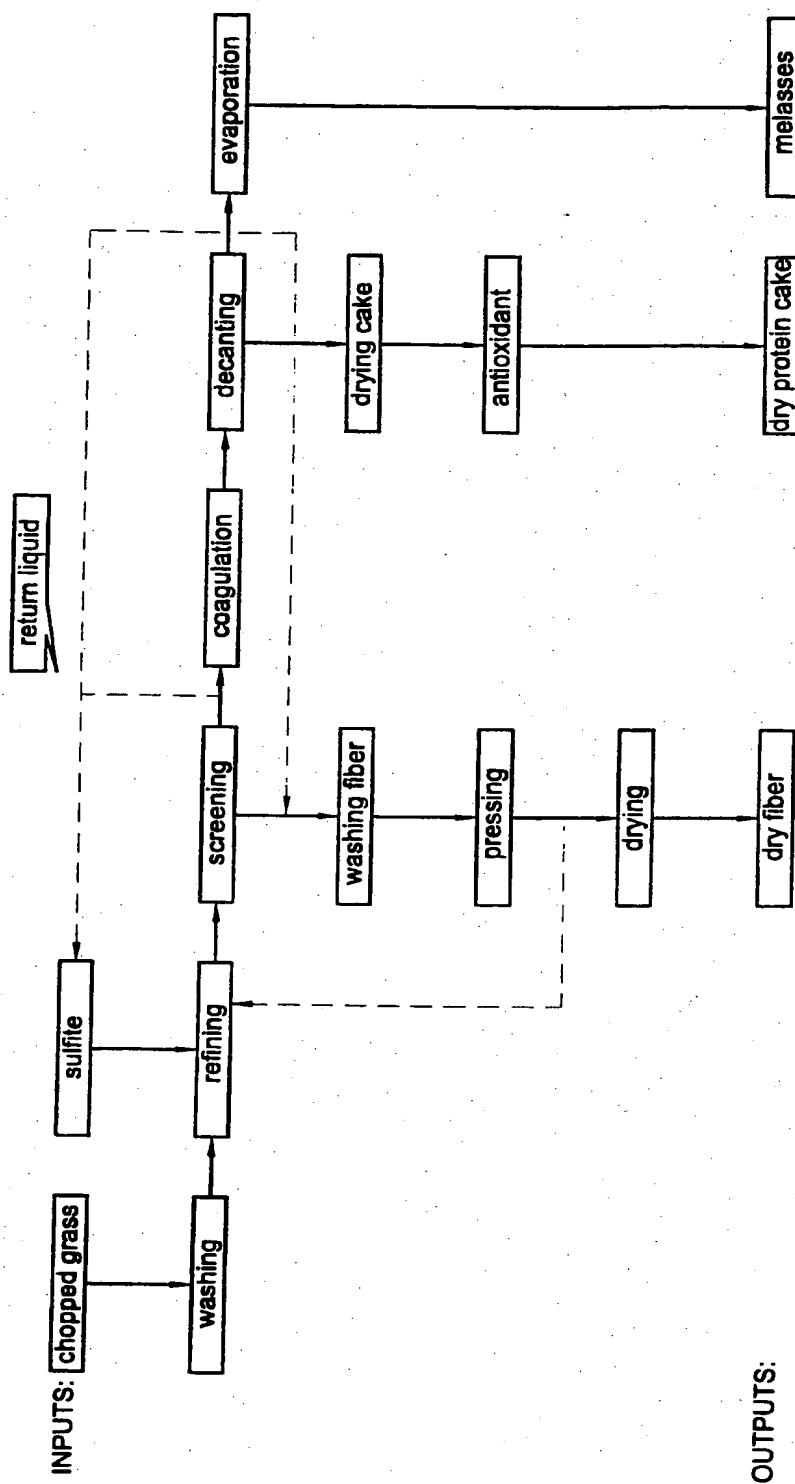 return liquid
INPUTS:
chopped grass
sulfite
washing
refining
screening
coagulation
decanting
evaporation
washing fiber
drying cake
pressing
antioxidant
drying
OUTPUTS:
dry fiber
dry protein cake
melasses